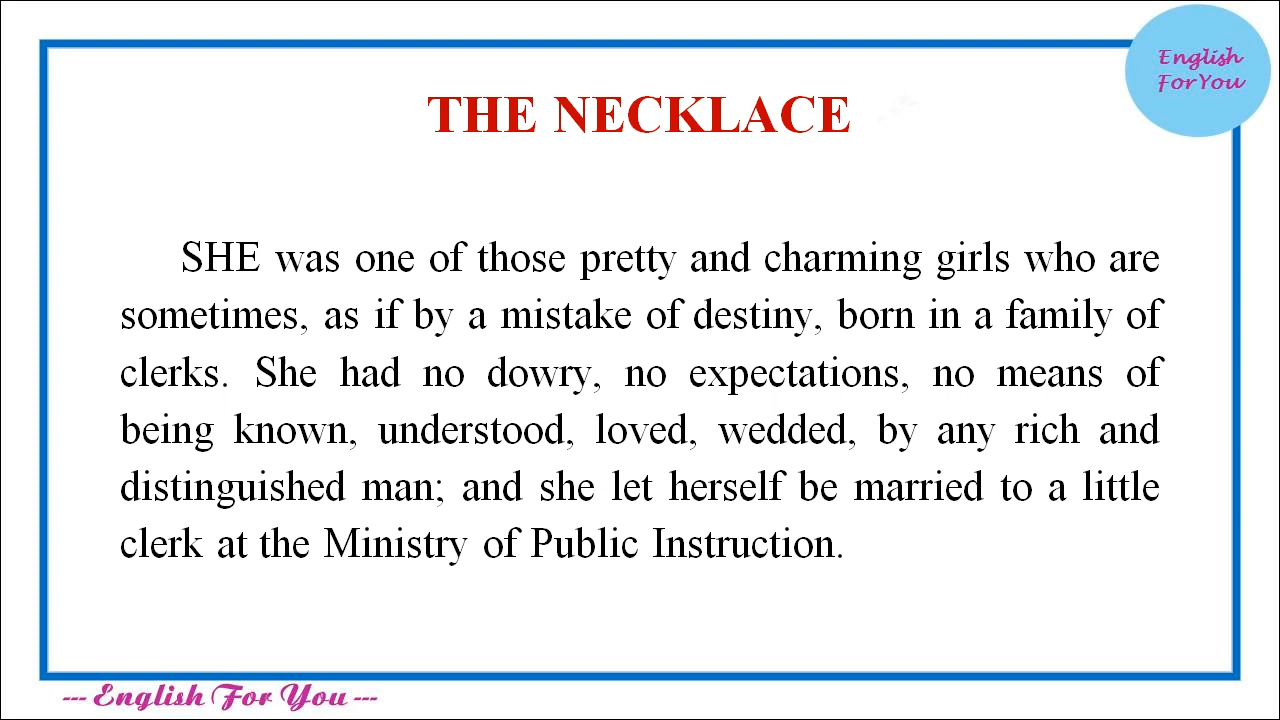 English
ForYou
THE NECKLACE
SHE was one of those pretty and charming girls who are
sometimes, as if by a mistake of destiny, born in a family of
clerks. She had no dowry, no expectations, no means of
being known, understood, loved, wedded, by any rich and
distinguished man; and she let herself be married to a little
clerk at the Ministry of Public Instruction.
--- English For You ---